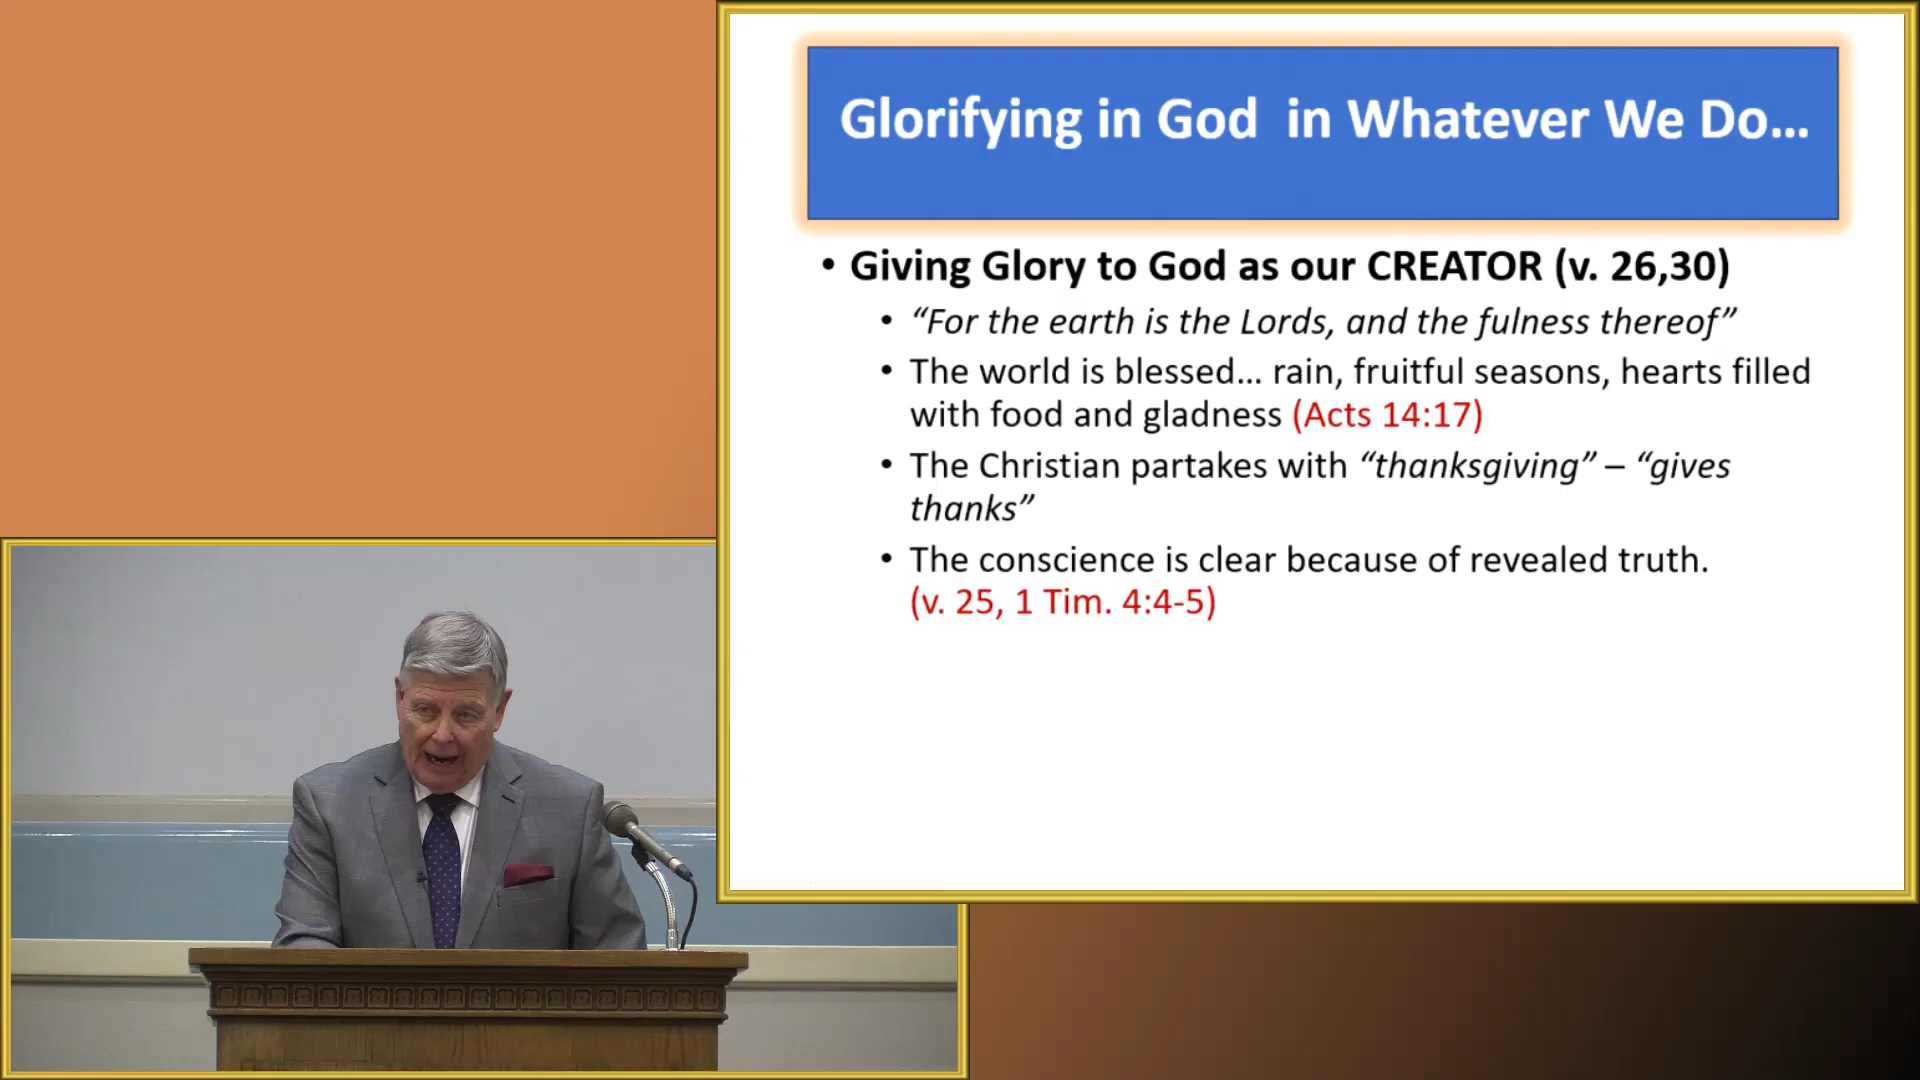 Glorifying in God  in Whatever We Do...
• Giving Glory to God as our CREATOR (v. 26,30)
• “For the earth is the Lords, and the fulness thereof”
• The world is blessed... rain, fruitful seasons, hearts filled
with food and gladness (Acts 14:17)
• The Christian partakes with “thanksgiving” – “gives
thanks”
• The conscience is clear because of revealed truth.
(v. 25, 1 Tim. 4:4-5)